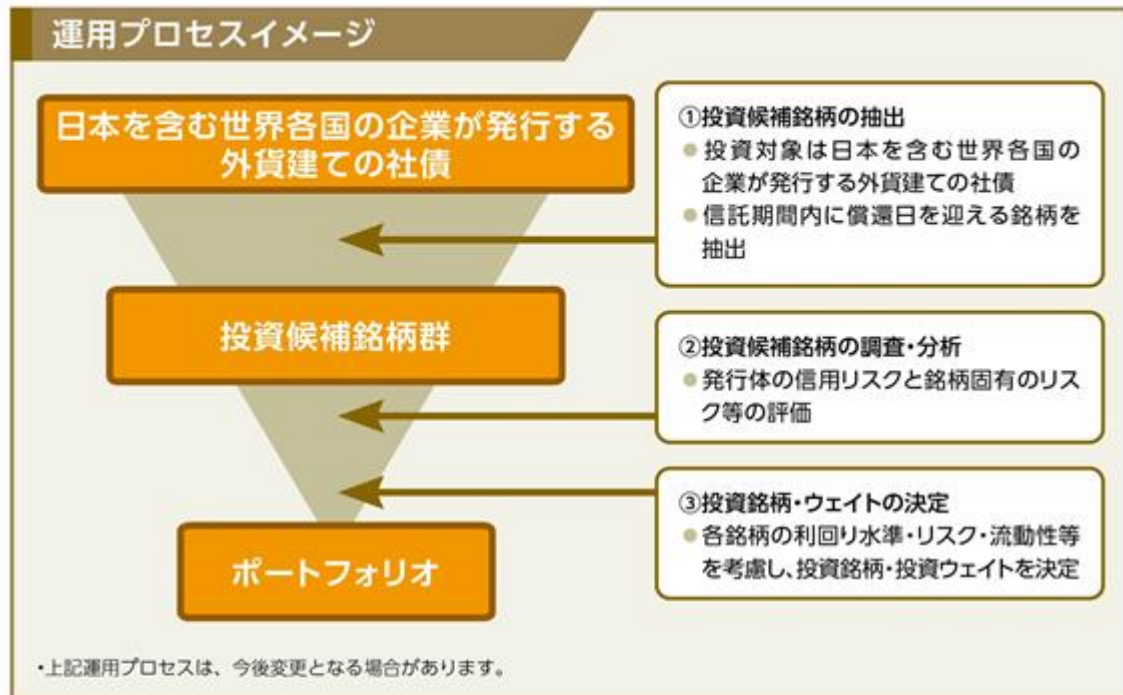 運用プロセスイメージ
日本を含む世界各国の企業が発行する
外貨建ての社債
①投資候補銘柄の抽出
● 投資対象は日本を含む世界各国の
企業が発行する外貨建ての社債
● 信託期間内に償還日を迎える銘柄を
抽出
投資候補銘柄群
②投資候補銘柄の調査・分析
● 発行体の信用リスクと銘柄固有のリス
ク等の評価
③投資銘柄・ウェイトの決定
● 各銘柄の利回り水準・リスク・流動性等
を考慮し、投資銘柄・投資ウェイトを決定
ポートフォリオ
・上記運用プロセスは、今後変更となる場合があります。